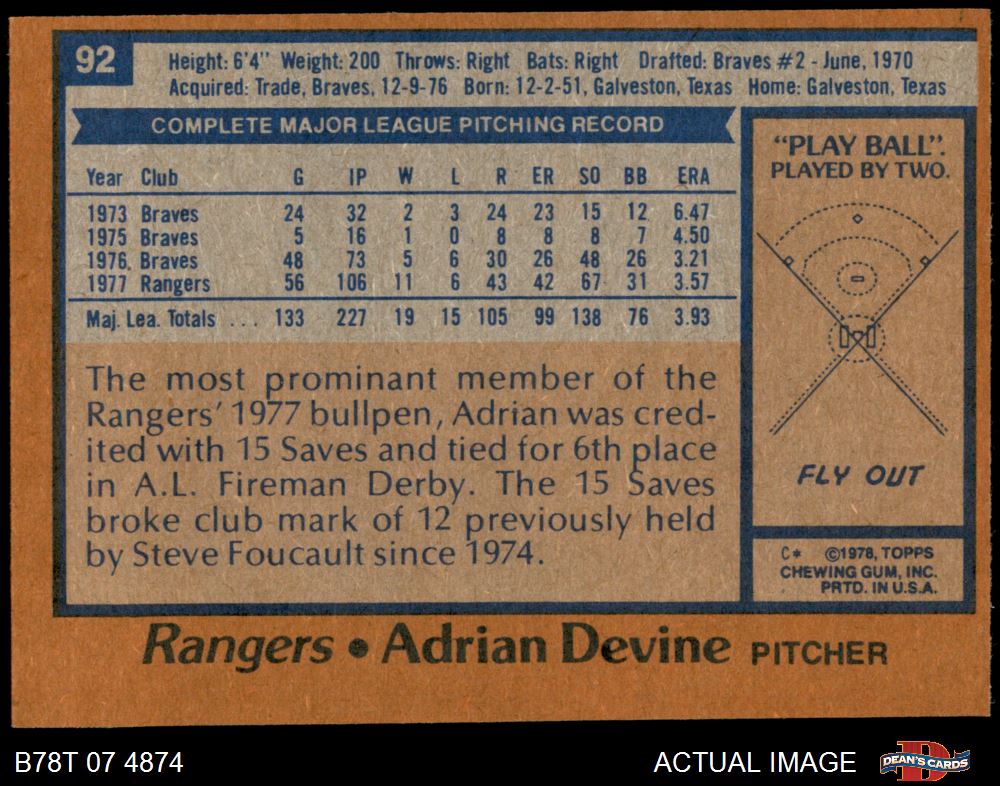 92
Height: 6'4" Weight: 200 Throws: Right Bats: Right Drafted: Braves #2 - June, 1970
Acquired: Trade, Braves, 12-9-76 Born: 12-2-51, Galveston, Texas Home: Galveston, Texas
COMPLETE MAJOR LEAGUE PITCHING RECORD
Year Club G IP W L R ER SO BB ERA
1973 Braves 24 32 2 3 24 23 15 12 6.47
1975 Braves 5 16 1 0 8 8 8 7 4.50
1976 Braves 48 73 5 6 30 26 48 26 3.21
1977 Rangers 56 106 11 6 43 42 67 31 3.57
Maj. Lea. Totals ... 133 227 19 15 105 99 138 76 3.93
The most prominant member of the
Rangers' 1977 bullpen, Adrian was cred-
ited with 15 Saves and tied for 6th place
in A.L. Fireman Derby. The 15 Saves
broke club mark of 12 previously held
by Steve Foucault since 1974.
"PLAY BALL".
PLAYED BY TWO.
FLY OUT
C* ©1978, TOPPS
CHEWING GUM, INC.
PRTD. IN U.S.A.
Rangers • Adrian Devine PITCHER
B78T 07 4874
ACTUAL IMAGE
DEAN'S CARDS